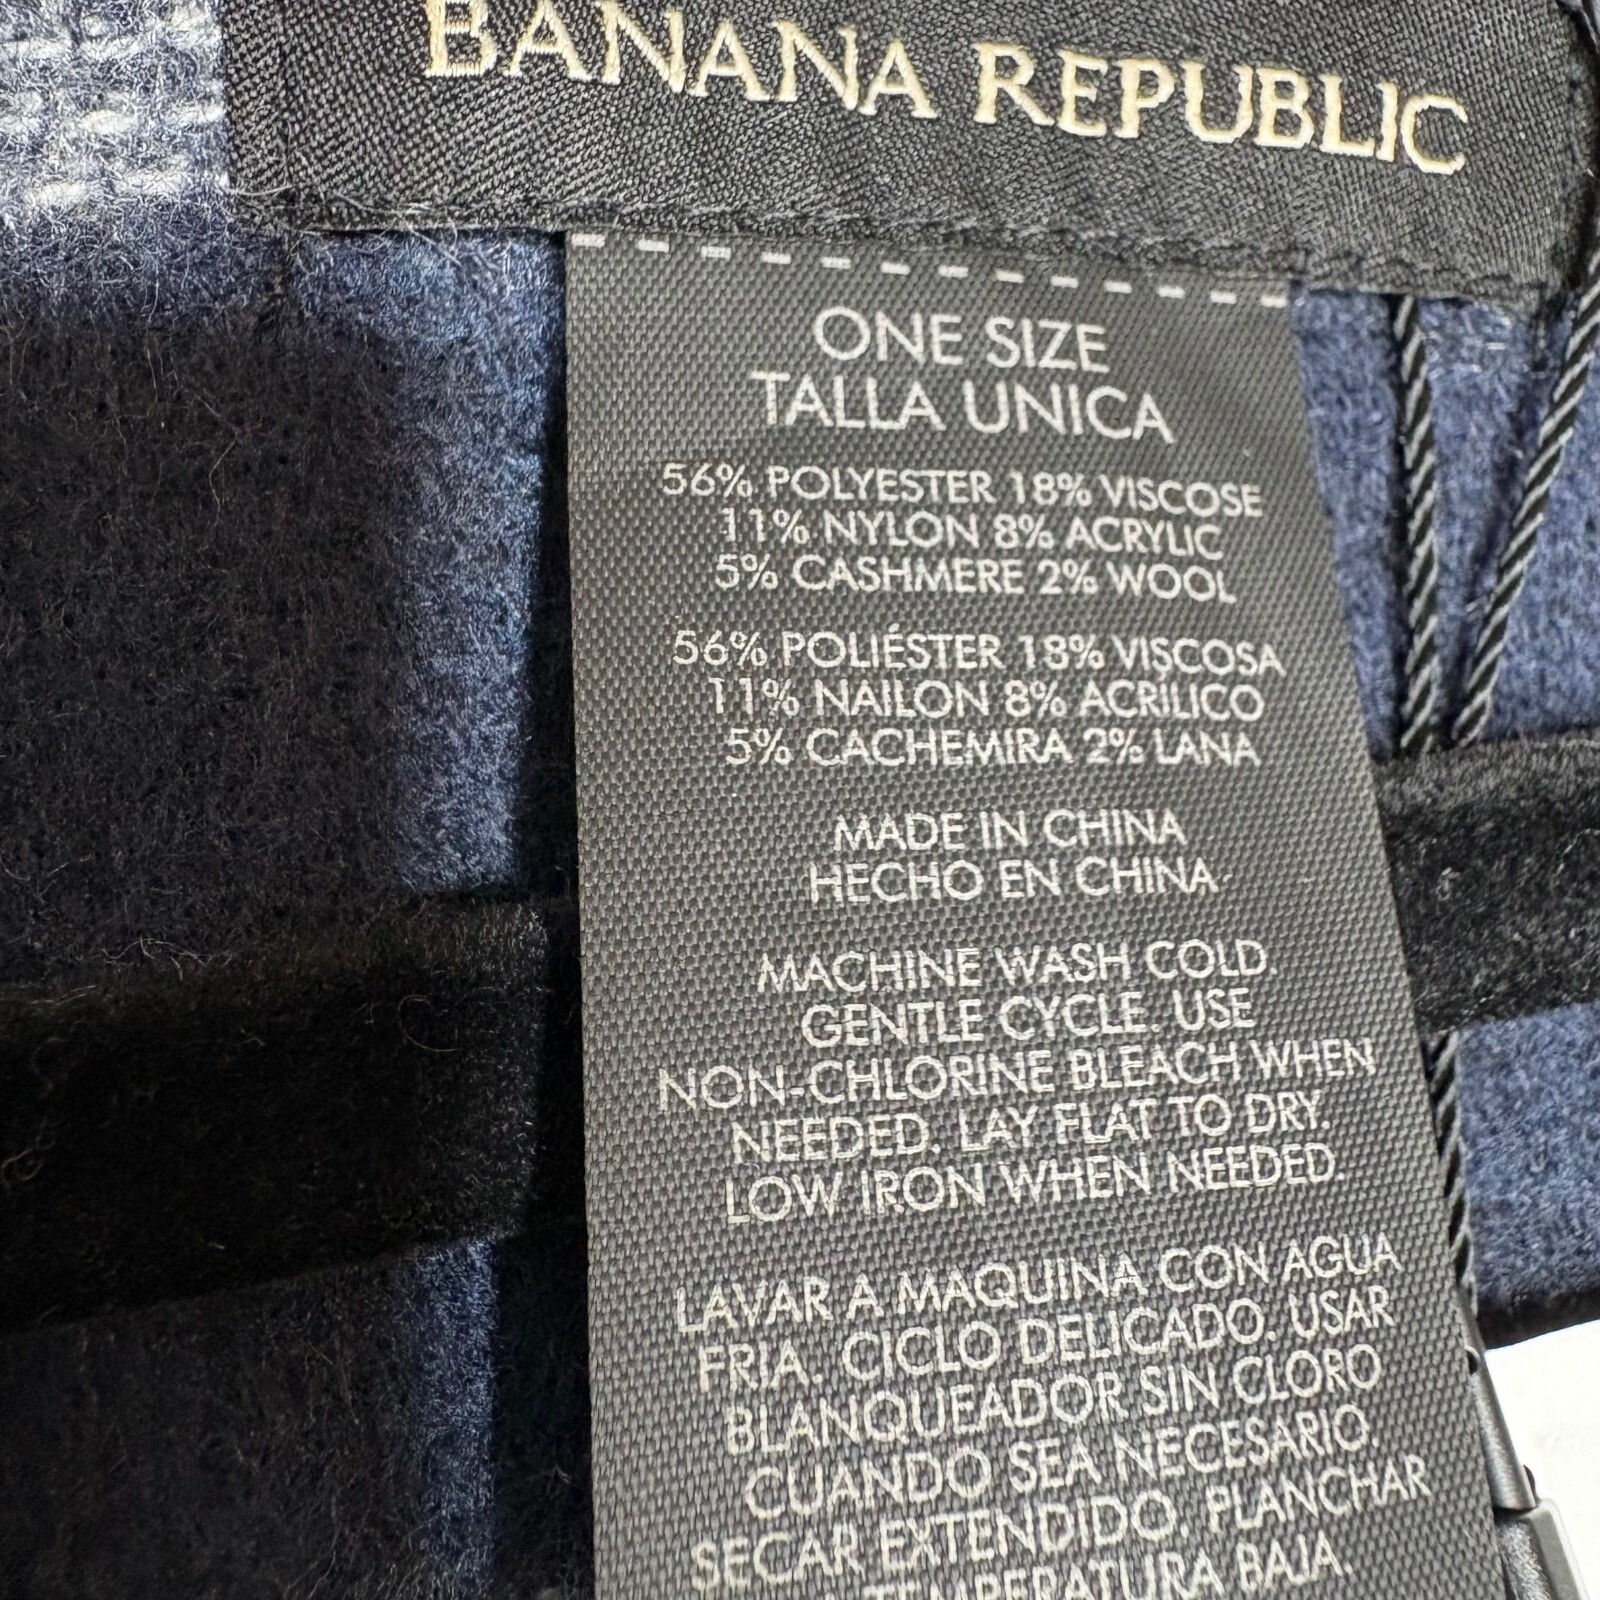 BANANA REPUBLIC
ONE SIZE
TALLA UNICA
56% POLYESTER 18% VISCOSE
11% NYLON 8% ACRYLIC
5% CASHMERE 2% WOOL
56% POLIÉSTER 18% VISCOSA
11% NAILON 8% ACRILICO
5% CACHEMIRA 2% LANA
MADE IN CHINA
HECHO EN CHINA
MACHINE WASH COLD.
GENTLE CYCLE. USE
NON-CHLORINE BLEACH WHEN
NEEDED. LAY FLAT TO DRY.
LOW IRON WHEN NEEDED.
LAVAR A MAQUINA CON AGUA
FRIA. CICLO DELICADO. USAR
BLANQUEADOR SIN CLORO
CUANDO SEA NECESARIO.
SECAR EXTENDIDO. PLANCHAR
A TEMPERATURA BAJA.